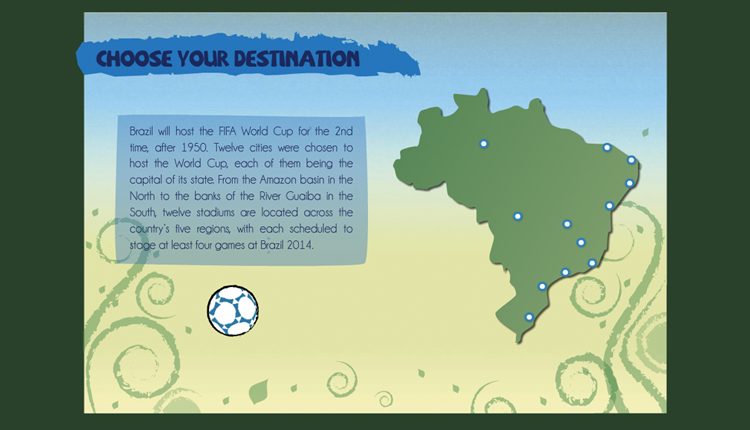 CHOOSE YOUR DESTINATION
Brazil will host the FIFA World Cup for the 2nd
time, after 1950. Twelve cities were chosen to
host the World Cup, each of them being the
capital of its state. From the Amazon basin in the
North to the banks of the River Guaíba in the
South, twelve stadiums are located across the
country's five regions, with each scheduled to
stage at least four games at Brazil 2014.